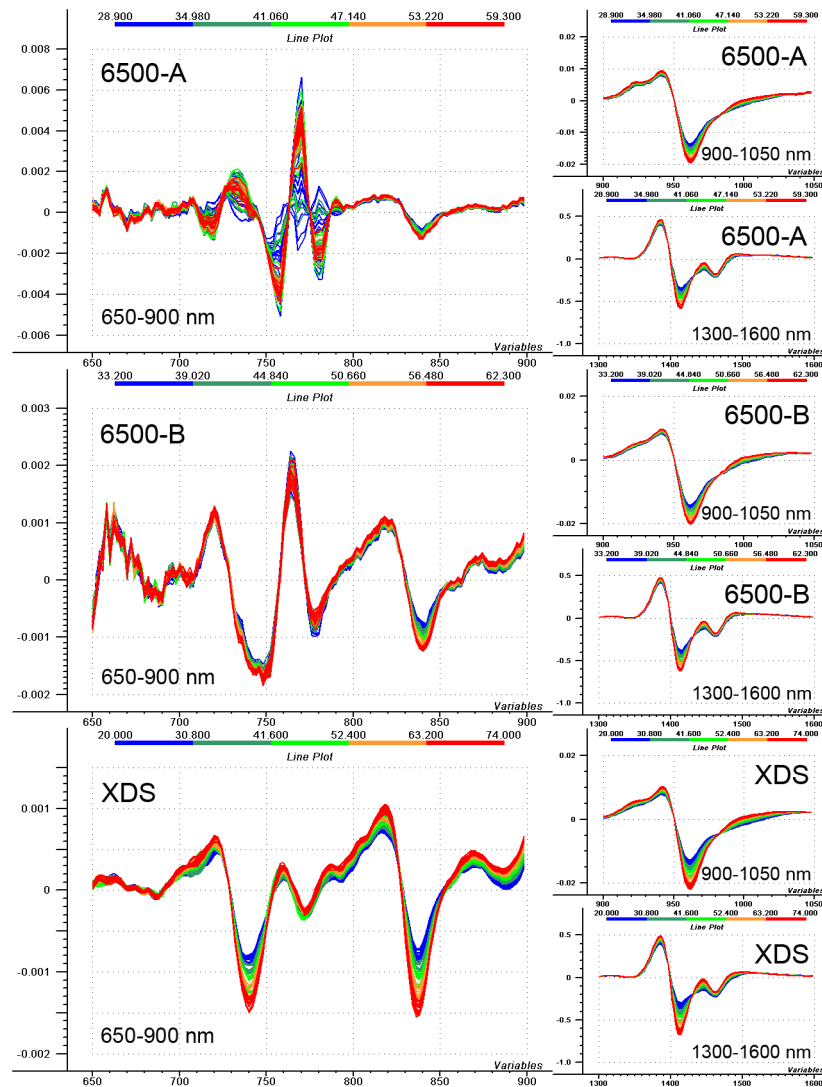 28.900 34.980 41.060 47.140 53.220 59.300
Line Plot
6500-A
0.008
0.006
0.004
0.002
0
-0.002
-0.004
-0.006
650-900 nm
Variables
650 700 750 800 850 900
33.200 39.020 44.840 50.660 56.480 62.300
Line Plot
6500-B
0.003
0.002
0.001
0
-0.001
-0.002
650-900 nm
Variables
650 700 750 800 850 900
20.000 30.800 41.600 52.400 63.200 74.000
Line Plot
XDS
0.001
0
-0.001
-0.002
650-900 nm
Variables
650 700 750 800 850 900
28.900 34.980 41.060 47.140 53.220 59.300
Line Plot
6500-A
0.02
0.01
0
-0.01
-0.02
900-1050 nm
Variables
900 950 1000 1050
28.900 34.980 41.060 47.140 53.220 59.300
Line Plot
6500-A
0.5
0
-0.5
-1.0
1300-1600 nm
Variables
1300 1400 1500 1600
33.200 39.020 44.840 50.660 56.480 62.300
Line Plot
6500-B
0.02
0
-0.02
900-1050 nm
Variables
900 950 1000 1050
33.200 39.020 44.840 50.660 56.480 62.300
Line Plot
6500-B
0.5
0
-0.5
-1.0
1300-1600 nm
Variables
1300 1400 1500 1600
20.000 30.800 41.600 52.400 63.200 74.000
Line Plot
XDS
0.02
0
-0.02
900-1050 nm
Variables
900 950 1000 1050
20.000 30.800 41.600 52.400 63.200 74.000
Line Plot
XDS
0.5
0
-0.5
-1.0
1300-1600 nm
Variables
1300 1400 1500 1600